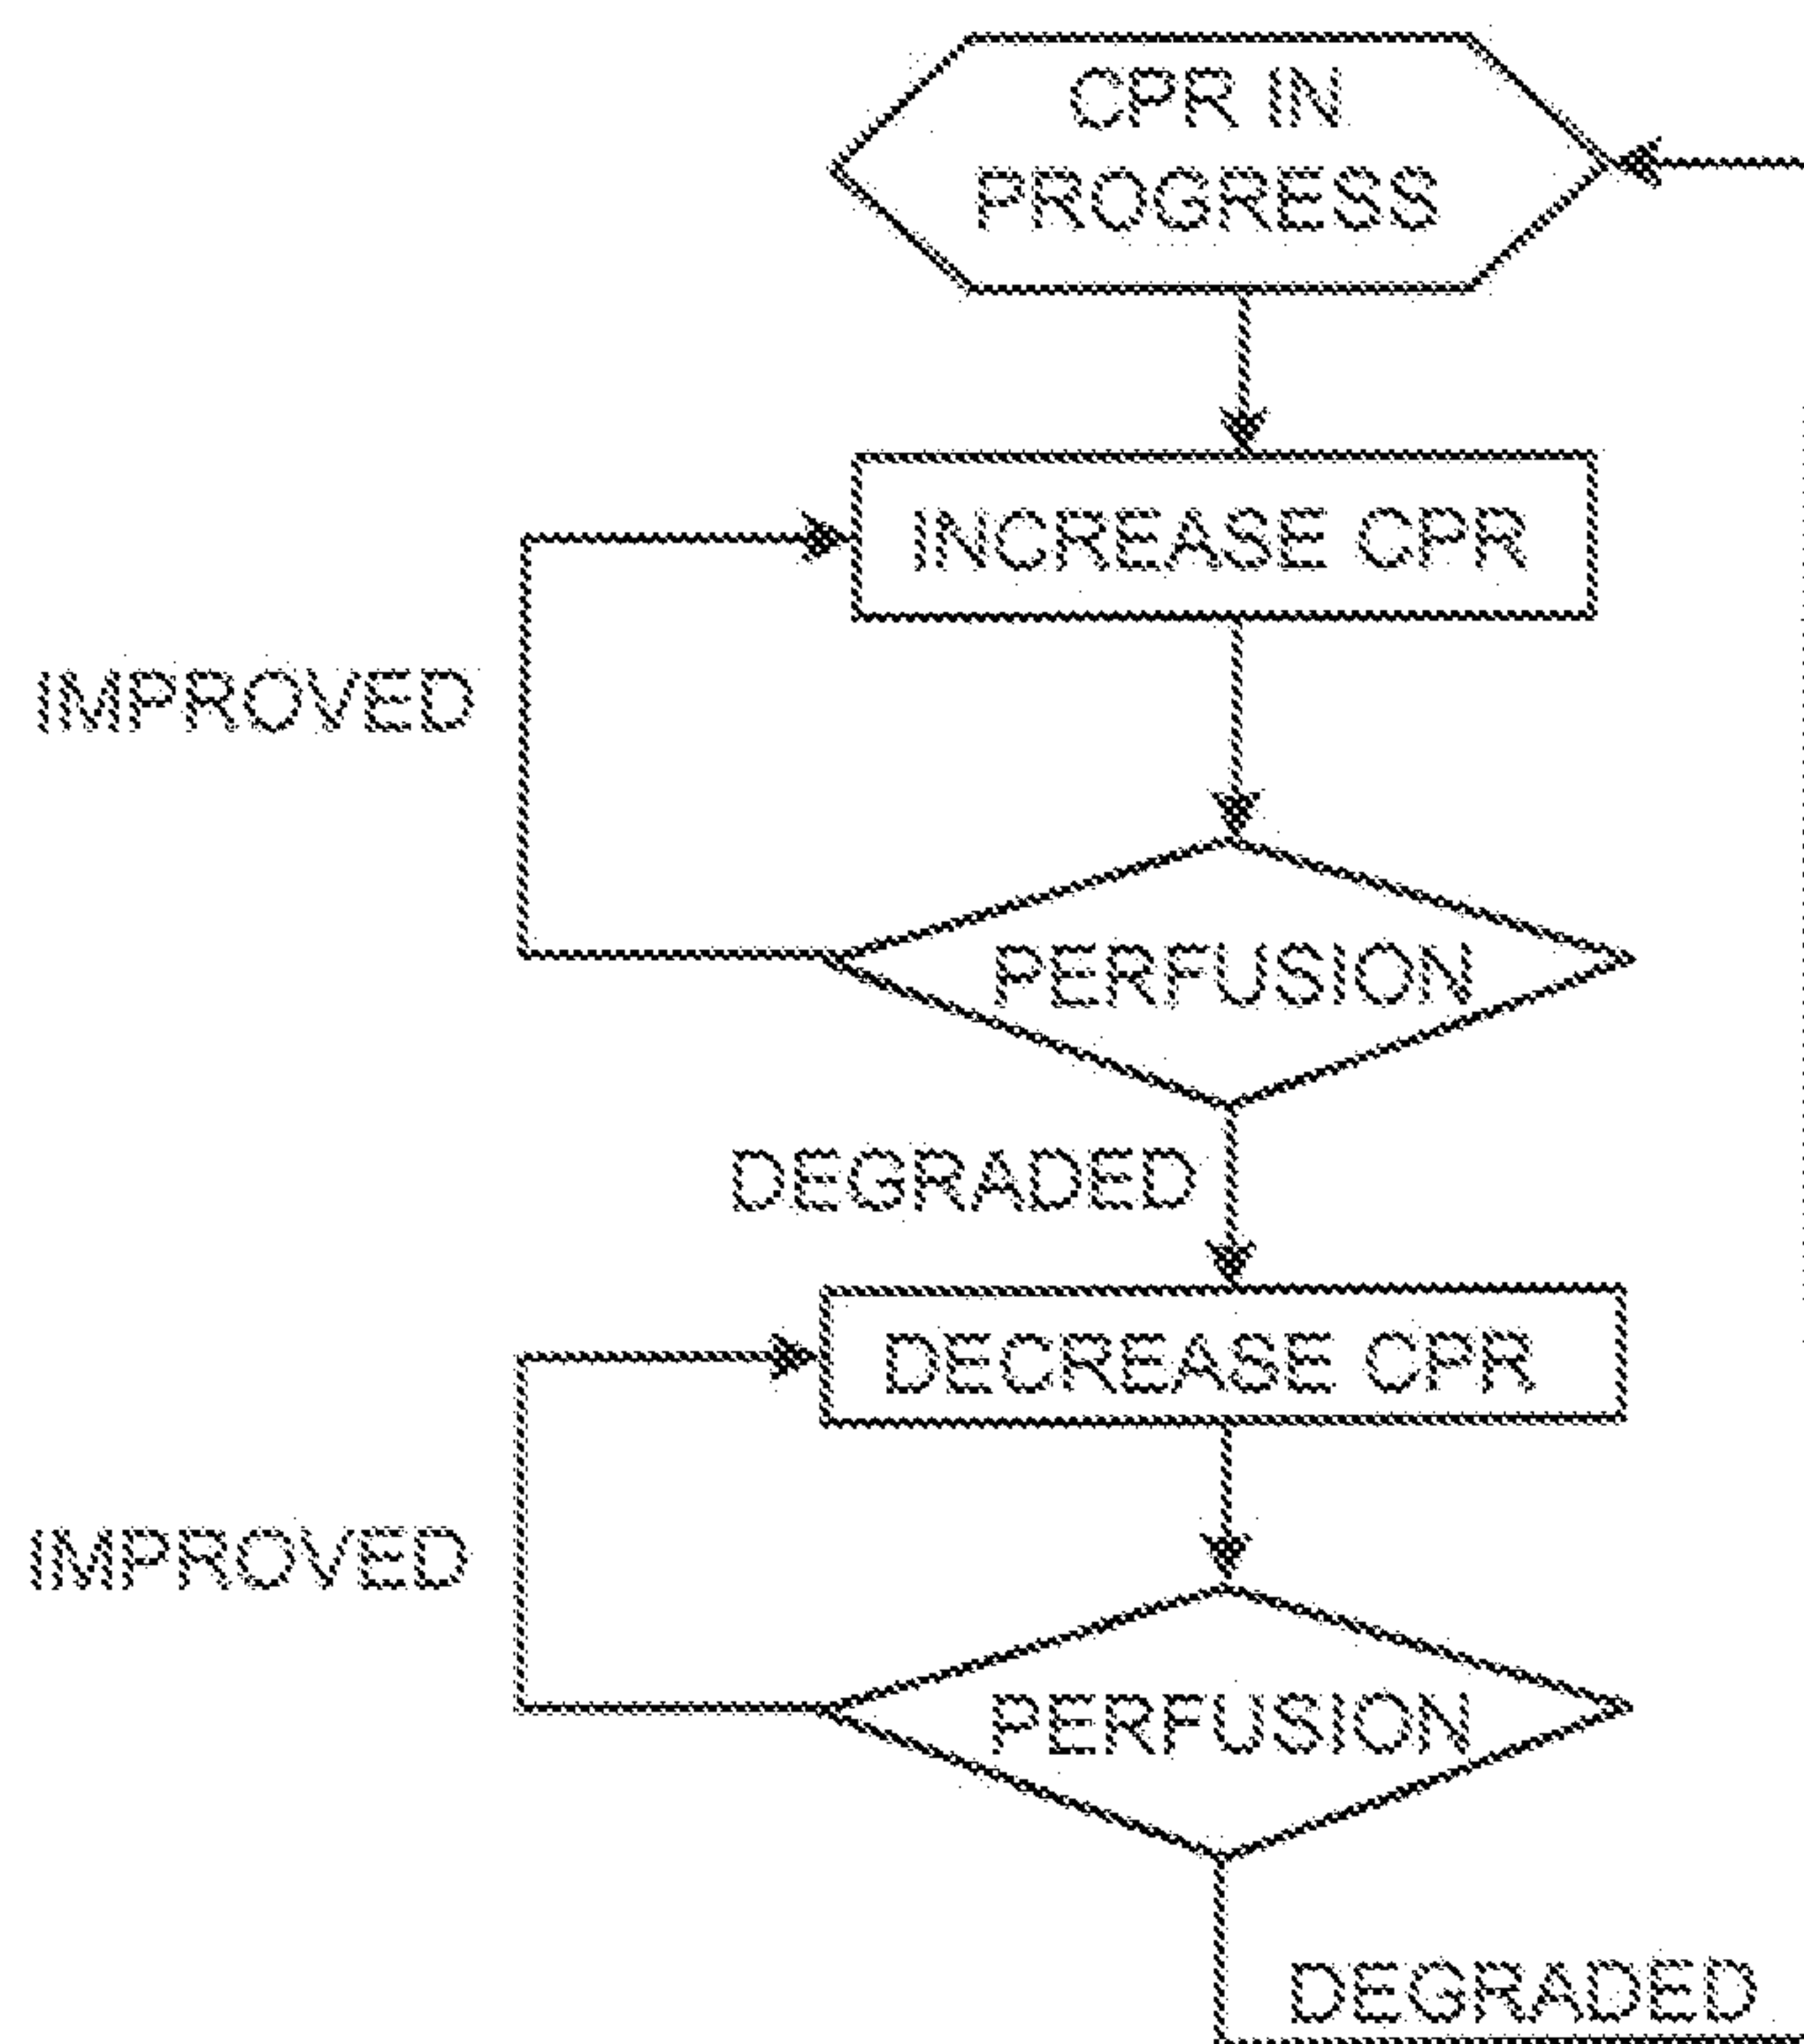 CPR IN
PROGRESS
INCREASE CPR
IMPROVED
PERFUSION
DEGRADED
DECREASE CPR
IMPROVED
PERFUSION
DEGRADED